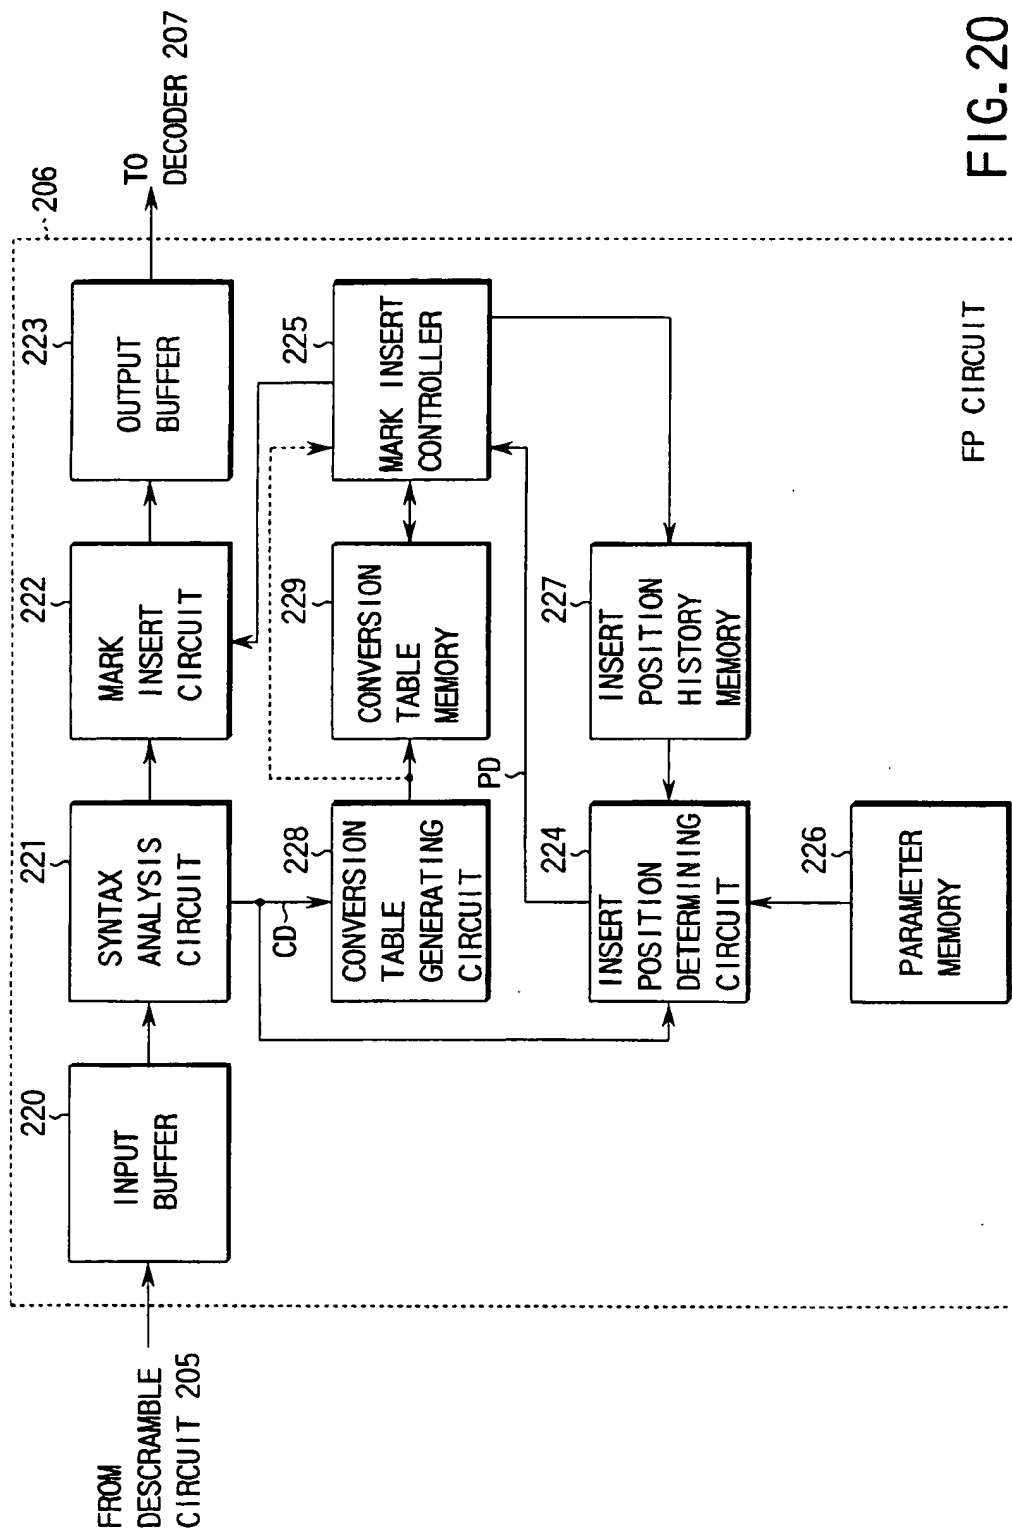 206
FROM
DESCRAMBLE
CIRCUIT 205
220
INPUT
BUFFER
221
SYNTAX
ANALYSIS
CIRCUIT
222
MARK
INSERT
CIRCUIT
223
OUTPUT
BUFFER
TO
DECODER 207
CD
228
CONVERSION
TABLE
GENERATING
CIRCUIT
229
CONVERSION
TABLE
MEMORY
225
MARK INSERT
CONTROLLER
PD
224
INSERT
POSITION
DETERMINING
CIRCUIT
227
INSERT
POSITION
HISTORY
MEMORY
226
PARAMETER
MEMORY
FP CIRCUIT
FIG. 20